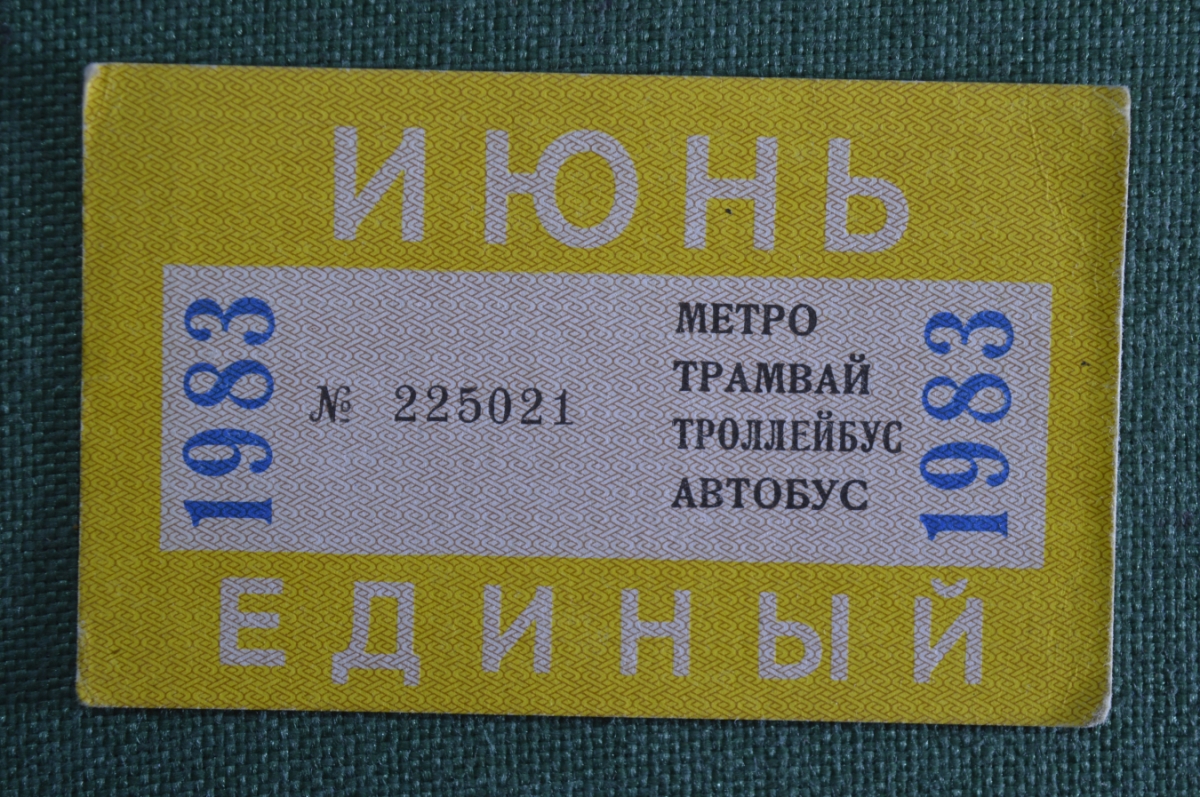 ИЮНЬ
1983
№ 225021
МЕТРО
ТРАМВАЙ
ТРОЛЛЕЙБУС
АВТОБУС
1983
ЕДИНЫЙ